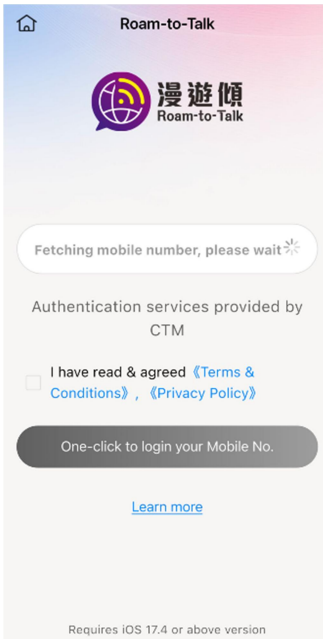 Roam-to-Talk
漫遊傾
Roam-to-Talk
Fetching mobile number, please wait
Authentication services provided by
CTM
I have read & agreed 《Terms &
Conditions》, 《Privacy Policy》
One-click to login your Mobile No.
Learn more
Requires iOS 17.4 or above version